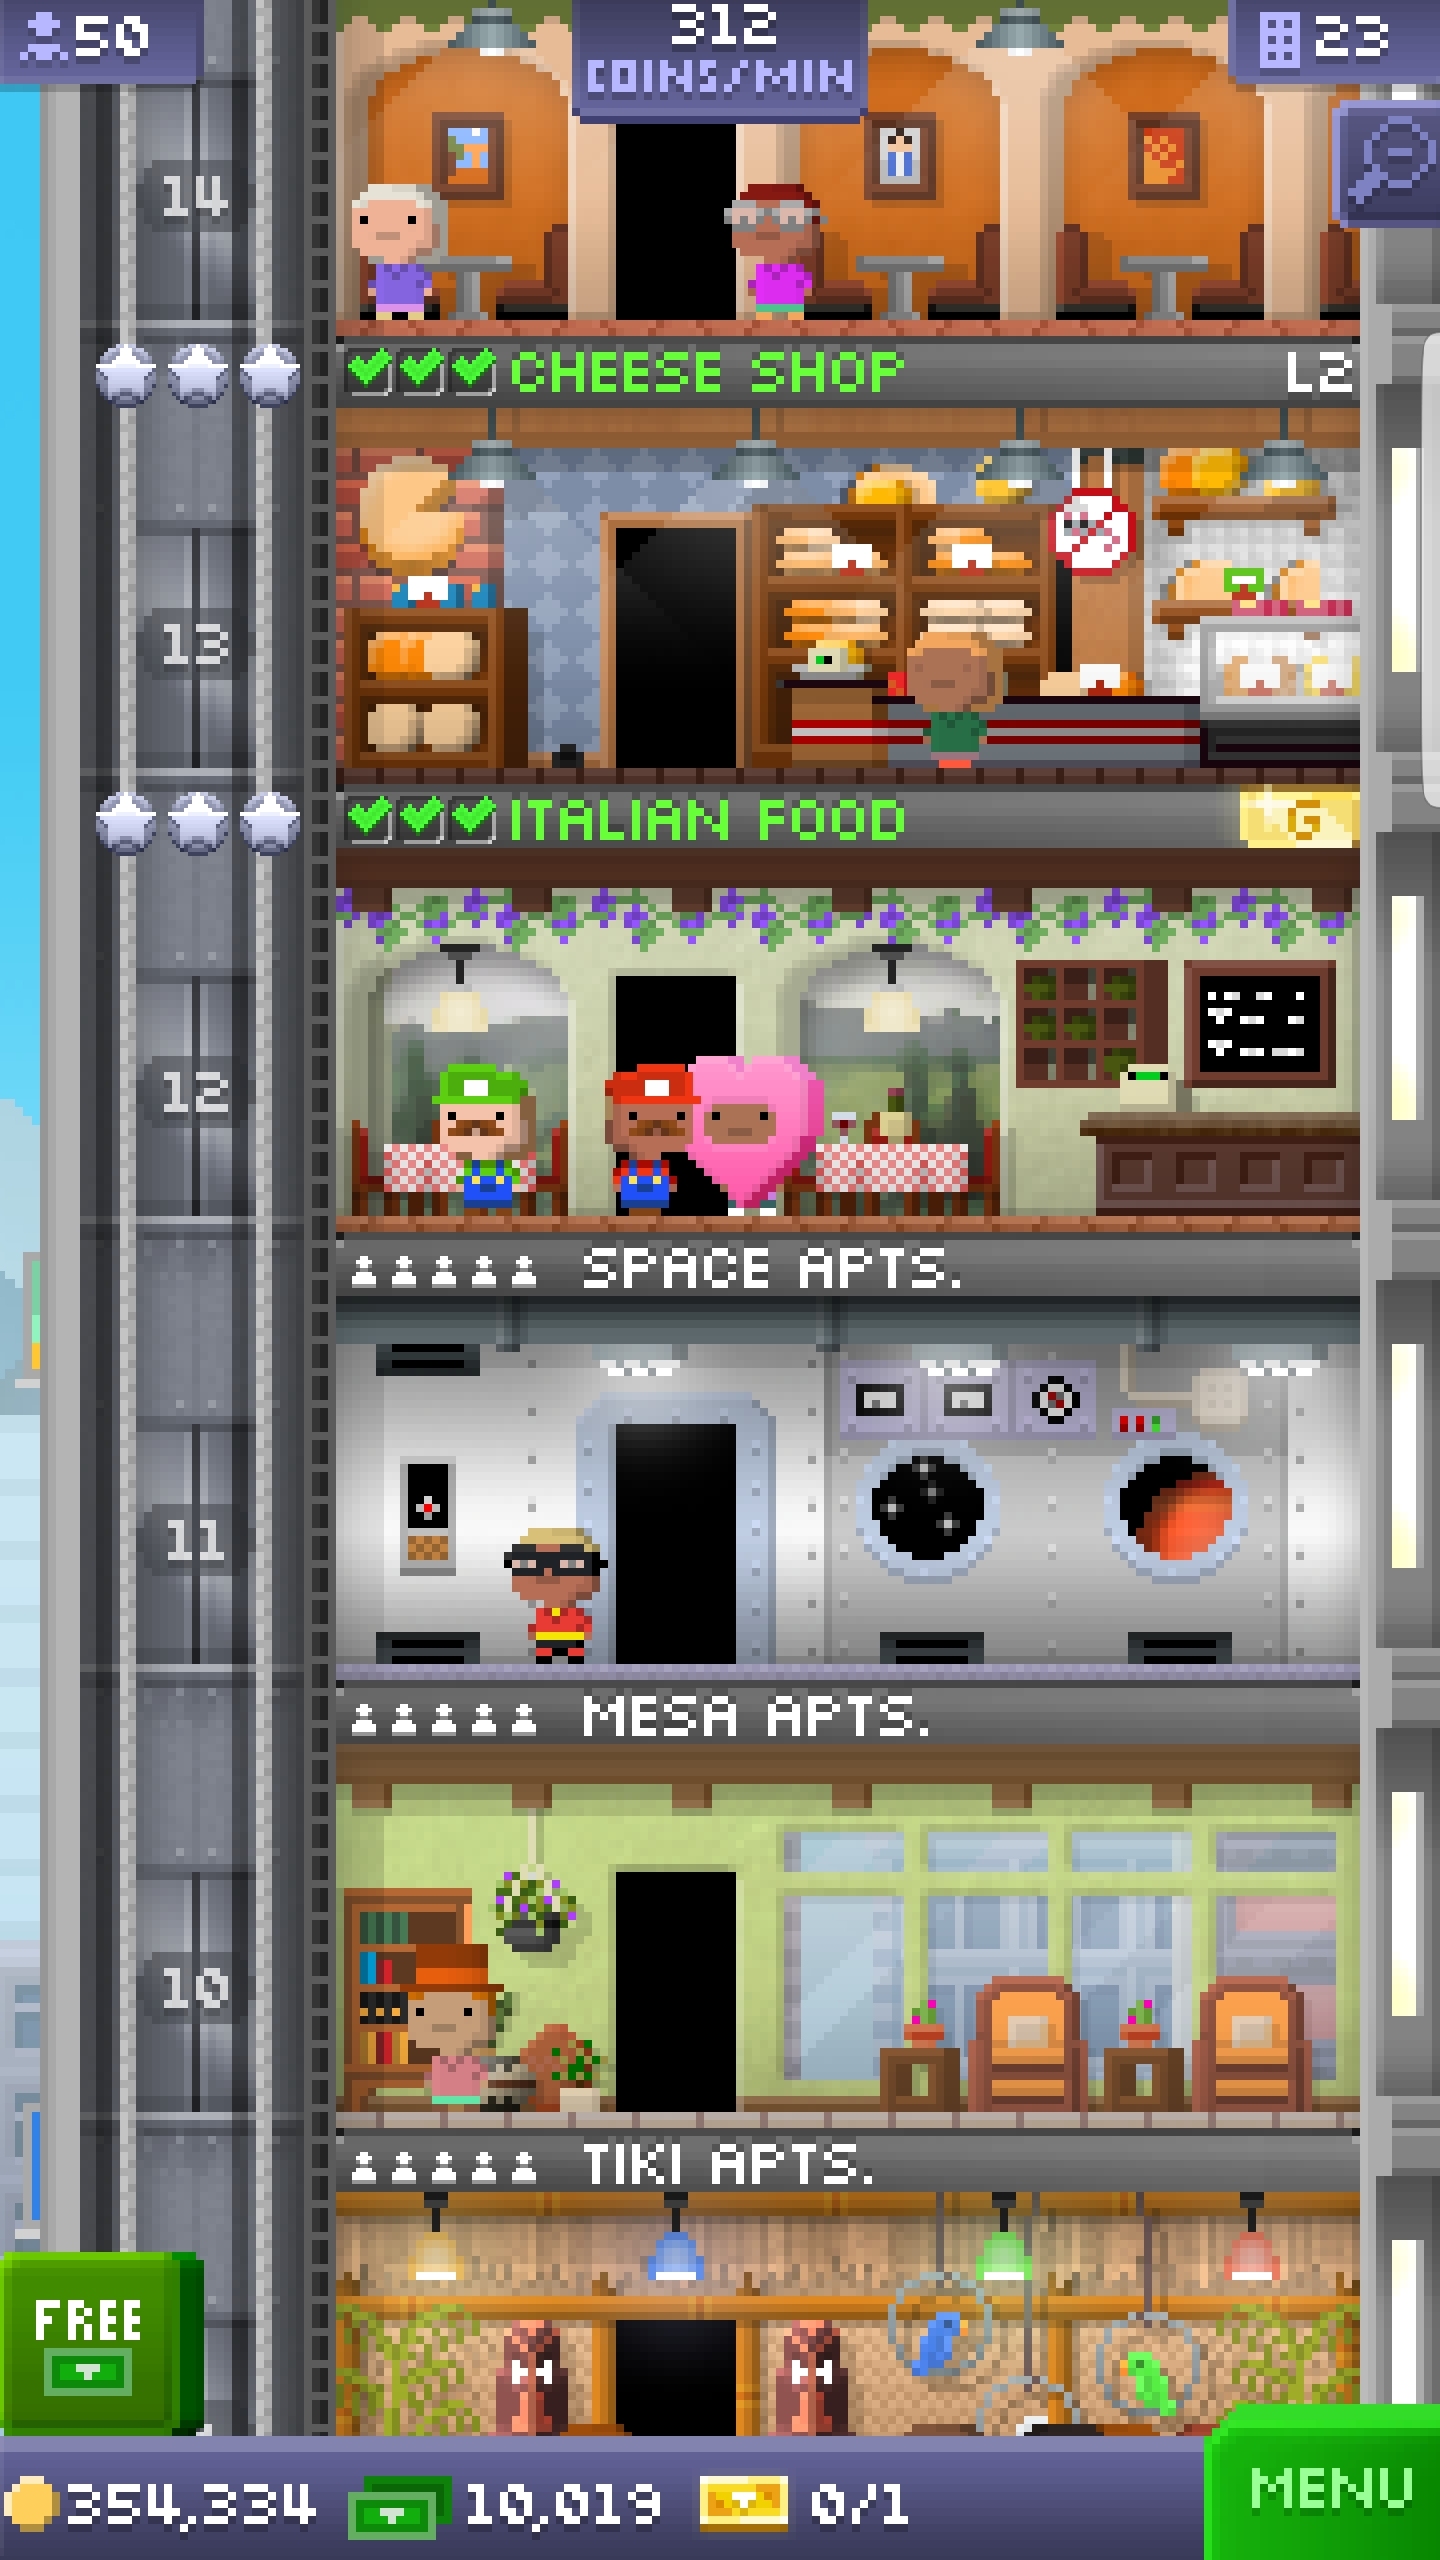 50
312
COINS/MIN
23
14
CHEESE SHOP
L2
13
ITALIAN FOOD
G
12
SPACE APTS.
11
MESA APTS.
10
TIKI APTS.
FREE
354,334
10,019
0/1
MENU